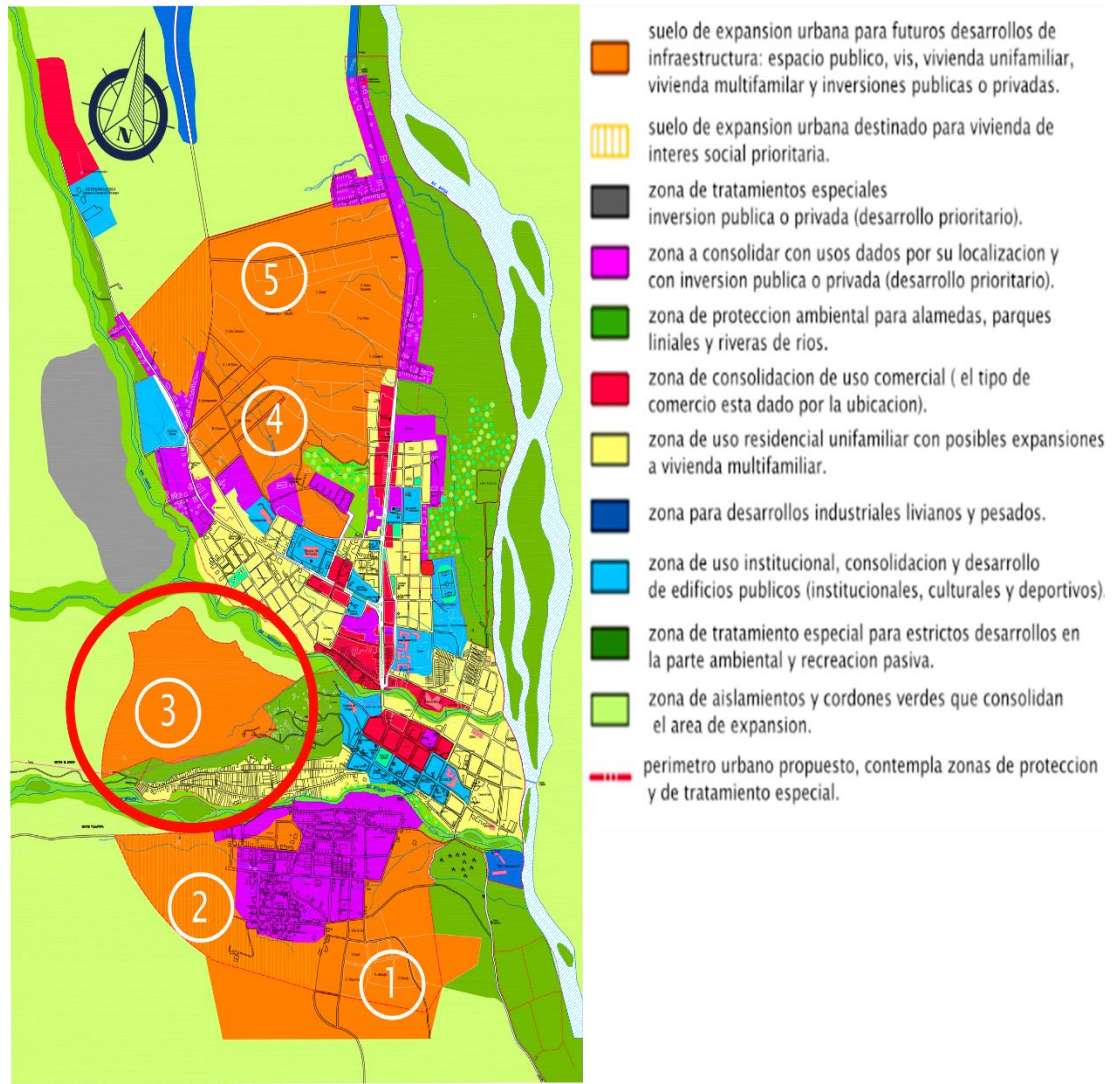 N
5
4
3
2
1
suelo de expansion urbana para futuros desarrollos de
infraestructura: espacio publico, vis, vivienda unifamiliar,
vivienda multifamilar y inversiones publicas o privadas.
suelo de expansion urbana destinado para vivienda de
interes social prioritaria.
zona de tratamientos especiales
inversion publica o privada (desarrollo prioritario).
zona a consolidar con usos dados por su localizacion y
con inversion publica o privada (desarrollo prioritario).
zona de proteccion ambiental para alamedas, parques
liniales y riveras de rios.
zona de consolidacion de uso comercial ( el tipo de
comercio esta dado por la ubicacion).
zona de uso residencial unifamiliar con posibles expansiones
a vivienda multifamiliar.
zona para desarrollos industriales livianos y pesados.
zona de uso institucional, consolidacion y desarrollo
de edificios publicos (institucionales, culturales y deportivos).
zona de tratamiento especial para estrictos desarrollos en
la parte ambiental y recreacion pasiva.
zona de aislamientos y cordones verdes que consolidan
el area de expansion.
perimetro urbano propuesto, contempla zonas de proteccion
y de tratamiento especial.